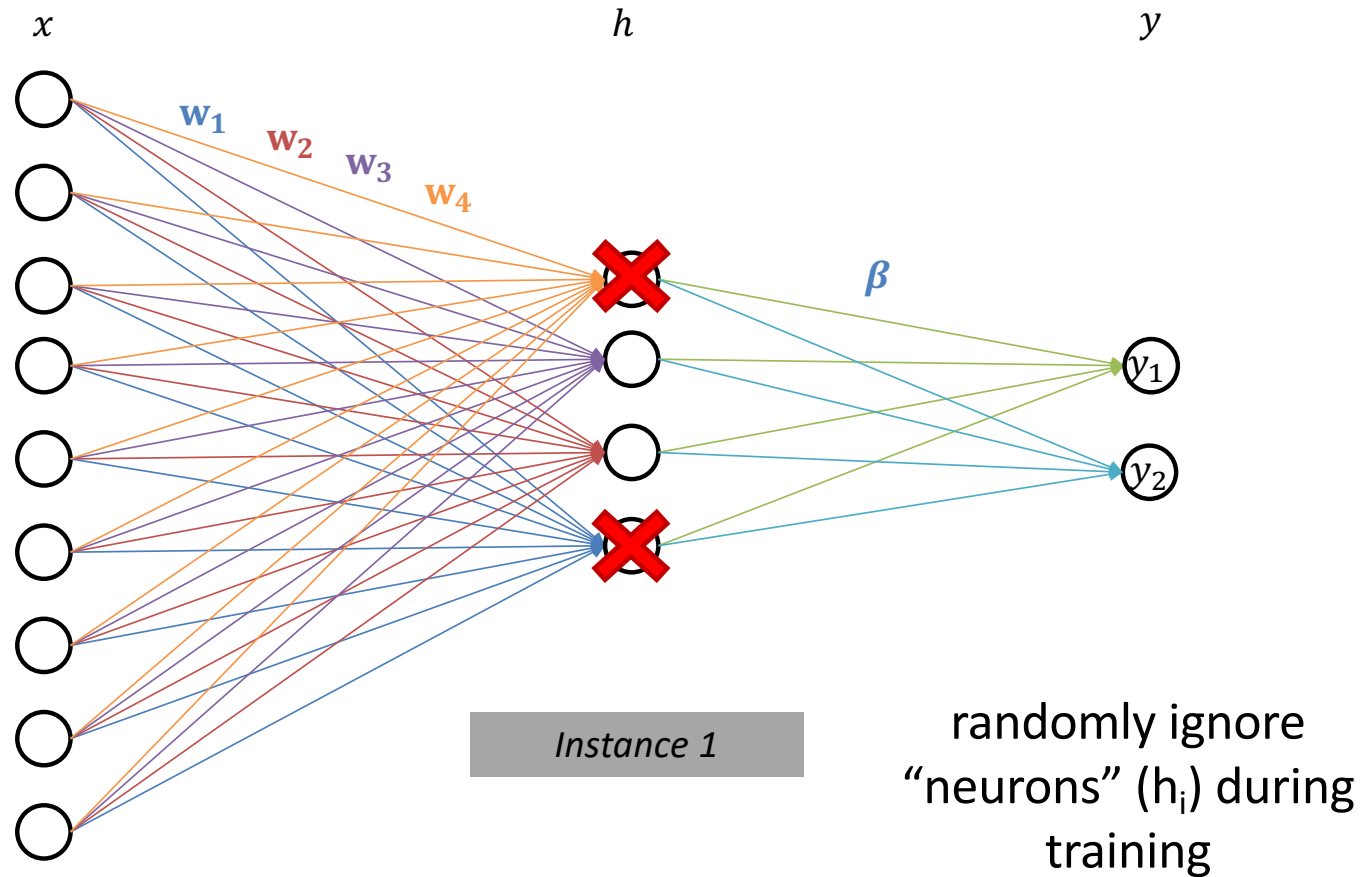 x h y
w₁
w₂
w₃
w₄
β
y₁
y₂
Instance 1
randomly ignore
“neurons” (hᵢ) during
training